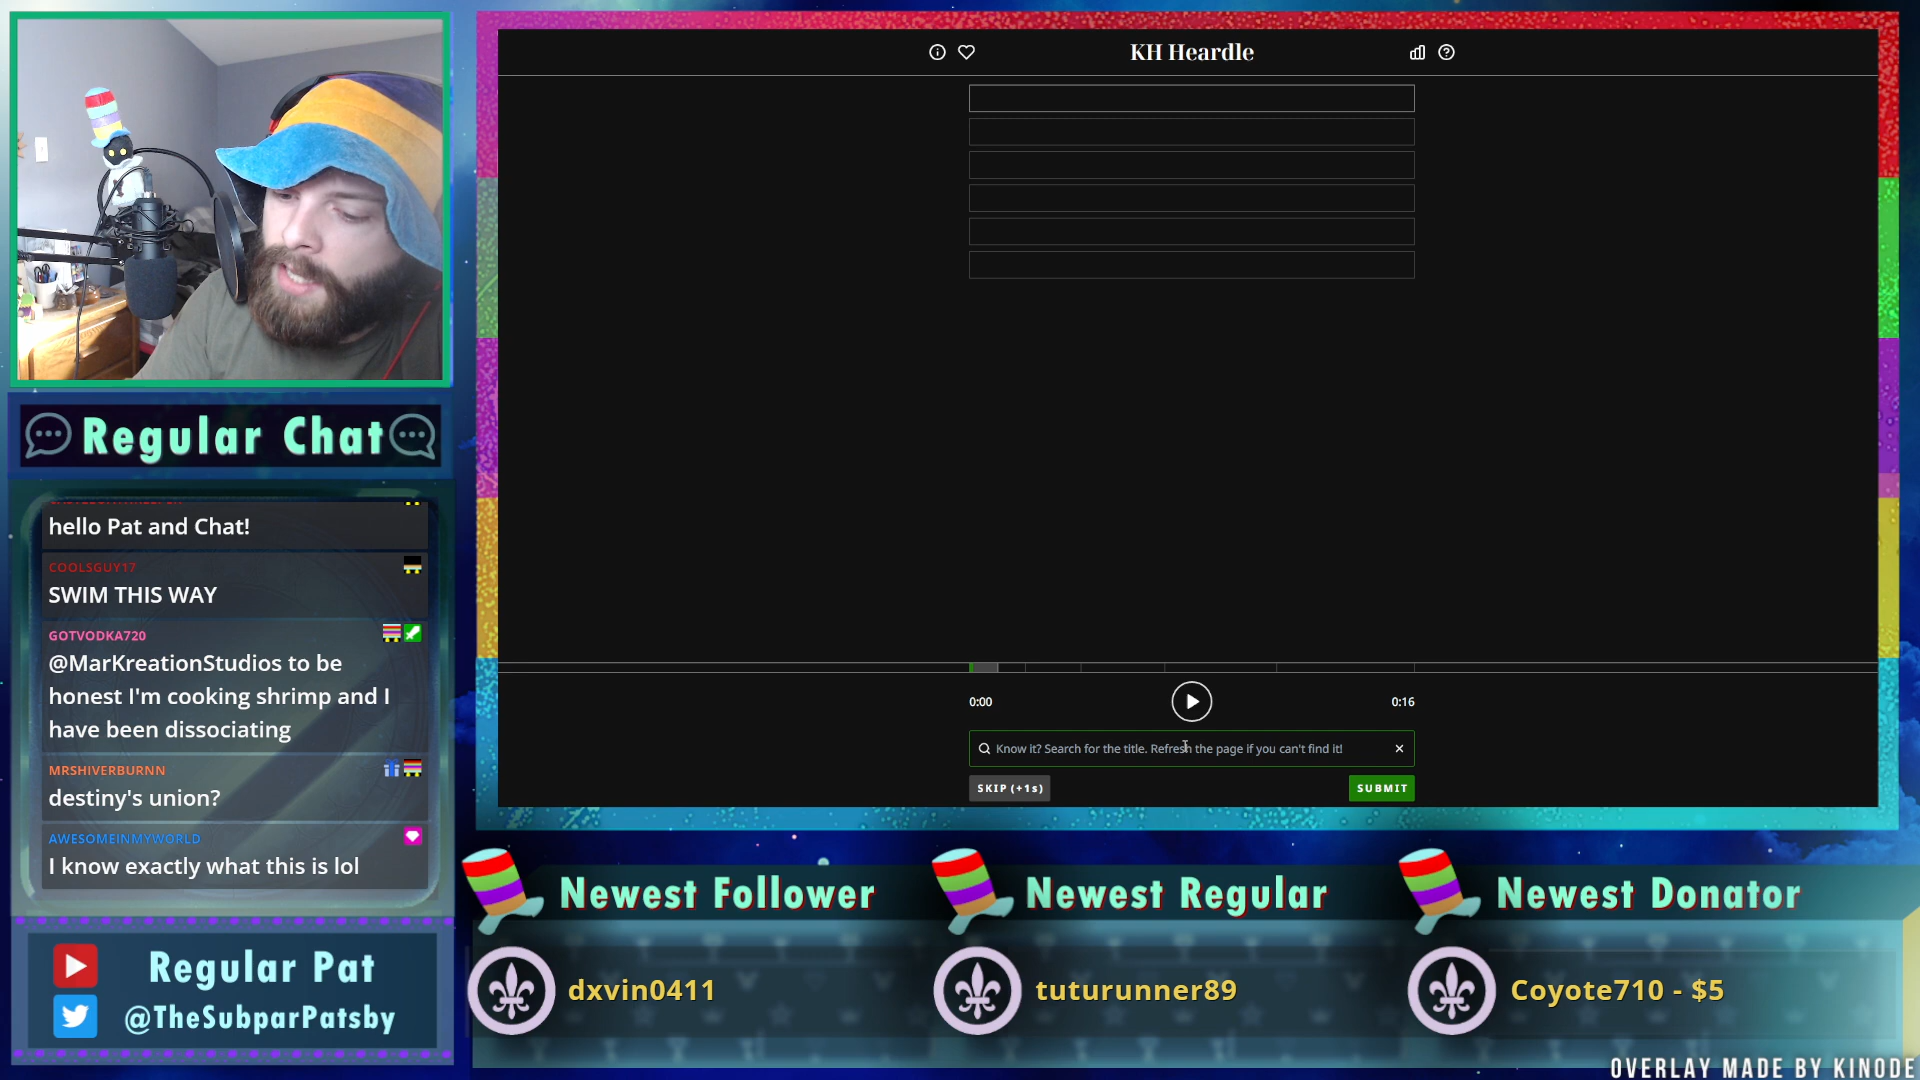 KH Heardle
0:00
0:16
Know it? Search for the title. Refresh the page if you can't find it!
SKIP (+1s)
SUBMIT
Regular Chat
hello Pat and Chat!
COOLSGUY17
SWIM THIS WAY
GOTVODKA720
@MarKreationStudios to be
honest I'm cooking shrimp and I
have been dissociating
MRSHIVERBURNN
destiny's union?
AWESOMEINMYWORLD
I know exactly what this is lol
Regular Pat
@TheSubparPatsby
Newest Follower
dxvin0411
Newest Regular
tuturunner89
Newest Donator
Coyote710 - $5
OVERLAY MADE BY KINODE